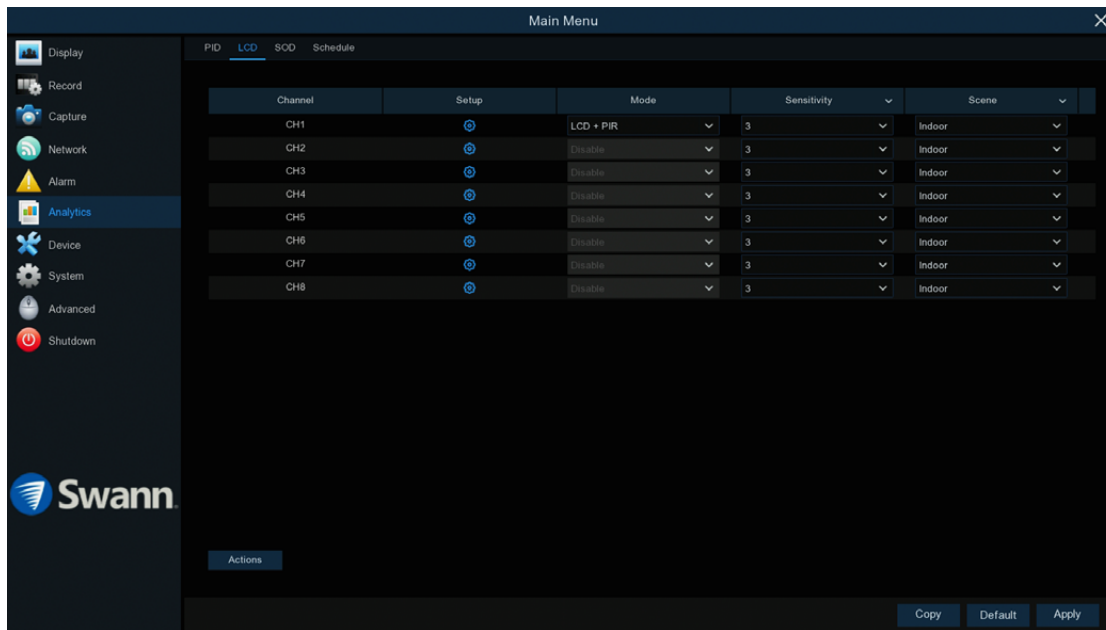 Main Menu
Display
Record
Capture
Network
Alarm
Analytics
Device
System
Advanced
Shutdown
Swann
PID LCD SOD Schedule
Channel Setup Mode Sensitivity Scene
CH1 LCD + PIR 3 Indoor
CH2 Disable 3 Indoor
CH3 Disable 3 Indoor
CH4 Disable 3 Indoor
CH5 Disable 3 Indoor
CH6 Disable 3 Indoor
CH7 Disable 3 Indoor
CH8 Disable 3 Indoor
Actions
Copy Default Apply